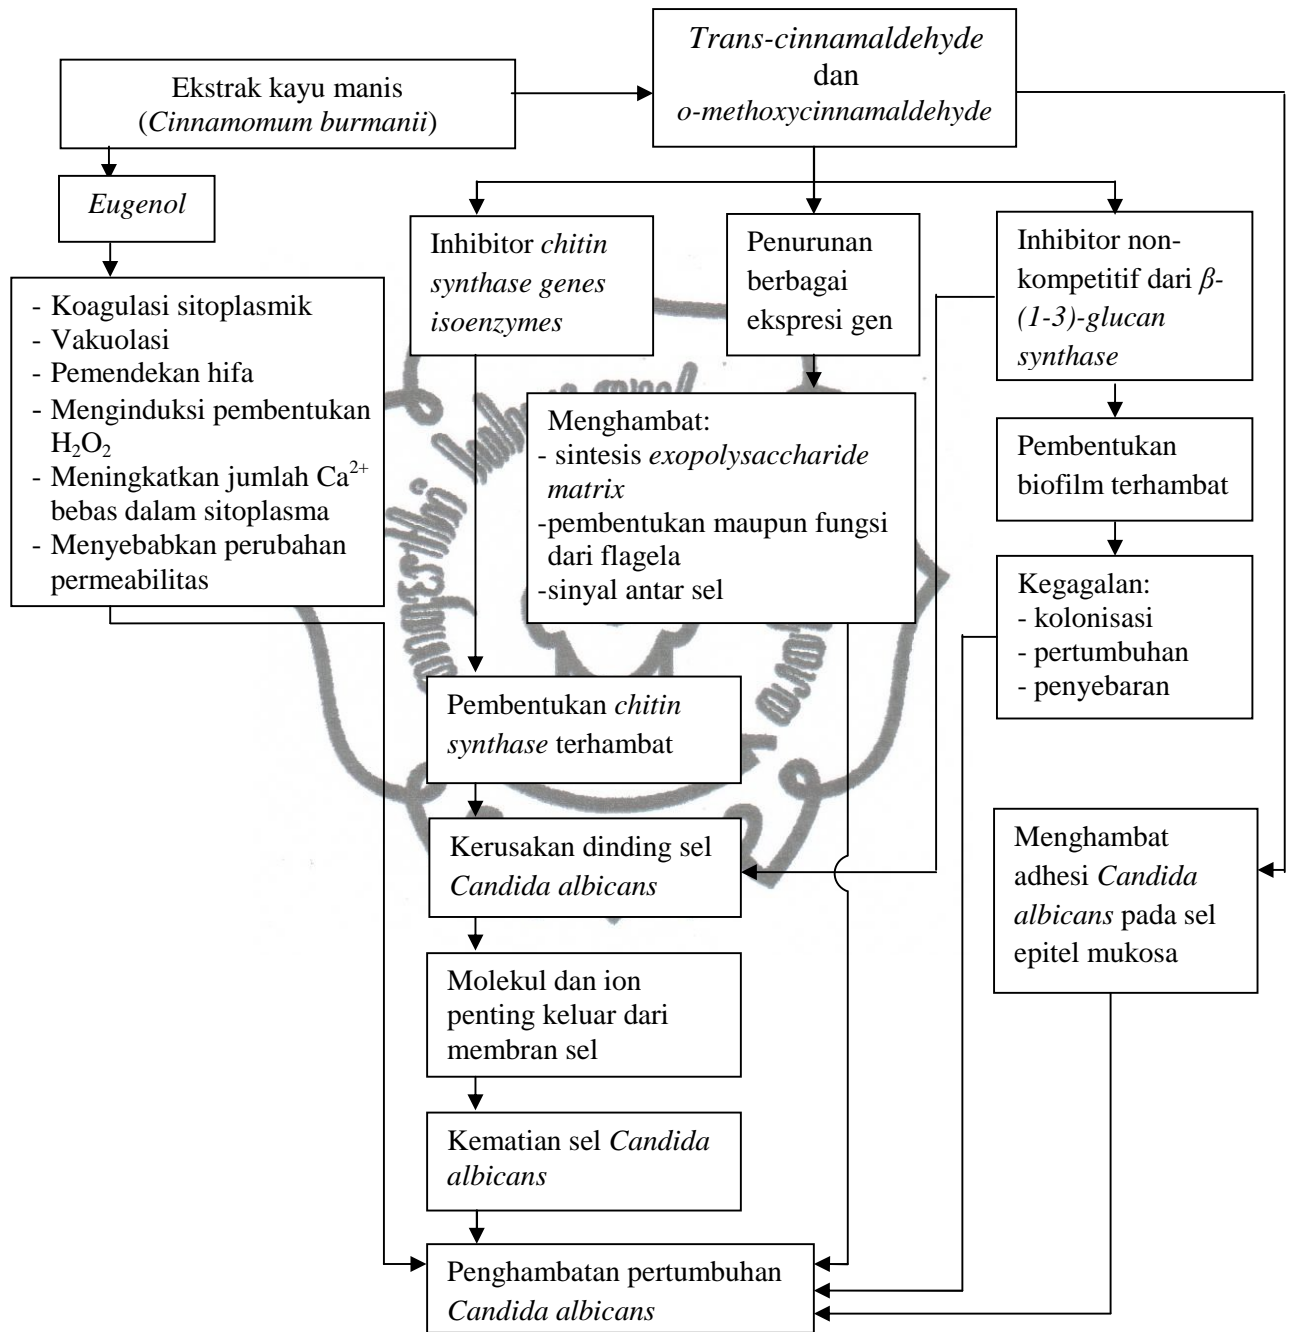 Trans-cinnamaldehyde
dan
o-methoxycinnamaldehyde
Ekstrak kayu manis
(Cinnamomum burmanii)
Eugenol
- Koagulasi sitoplasmik
- Vakuolasi
- Pemendekan hifa
- Menginduksi pembentukan
H₂O₂
- Meningkatkan jumlah Ca²⁺
bebas dalam sitoplasma
- Menyebabkan perubahan
permeabilitas
Inhibitor chitin
synthase genes
isoenzymes
Penurunan
berbagai
ekspresi gen
Inhibitor non-
kompetitif dari β-
(1-3)-glucan
synthase
Menghambat:
- sintesis exopolysaccharide
matrix
-pembentukan maupun fungsi
dari flagela
-sinyal antar sel
Pembentukan
biofilm terhambat
Kegagalan:
- kolonisasi
- pertumbuhan
- penyebaran
Pembentukan chitin
synthase terhambat
Kerusakan dinding sel
Candida albicans
Menghambat
adhesi Candida
albicans pada sel
epitel mukosa
Molekul dan ion
penting keluar dari
membran sel
Kematian sel Candida
albicans
Penghambatan pertumbuhan
Candida albicans